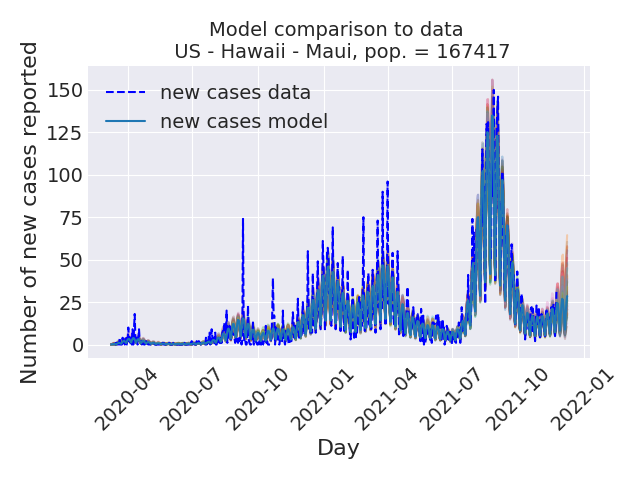 Model comparison to data
US - Hawaii - Maui, pop. = 167417
Number of new cases reported
150
125
100
75
50
25
0
new cases data
new cases model
2020-04
2020-07
2020-10
2021-01
2021-04
2021-07
2021-10
2022-01
Day